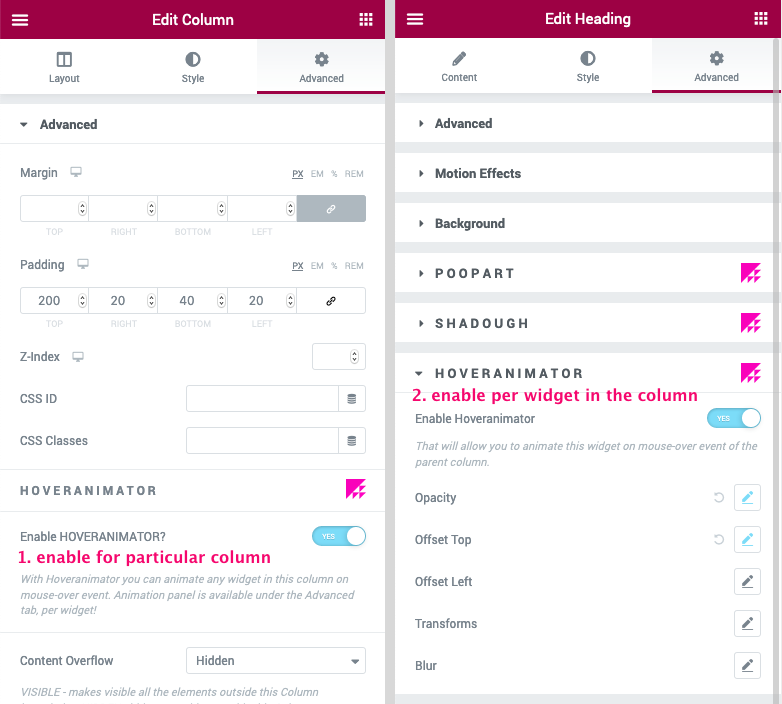 Edit Column
Layout
Style
Advanced
Advanced
Margin
PX EM % REM
TOP RIGHT BOTTOM LEFT
Padding
PX EM % REM
200 20 40 20
TOP RIGHT BOTTOM LEFT
Z-Index
CSS ID
CSS Classes
HOVERANIMATOR
Enable HOVERANIMATOR?
YES
1. enable for particular column
With Hoveranimator you can animate any widget in this column on
mouse-over event. Animation panel is available under the Advanced
tab, per widget!
Content Overflow
Hidden
VISIBLE - makes visible all the elements outside this Column
Edit Heading
Content
Style
Advanced
Advanced
Motion Effects
Background
POOPART
SHADOUGH
HOVERANIMATOR
2. enable per widget in the column
Enable Hoveranimator
YES
That will allow you to animate this widget on mouse-over event of the
parent column.
Opacity
Offset Top
Offset Left
Transforms
Blur